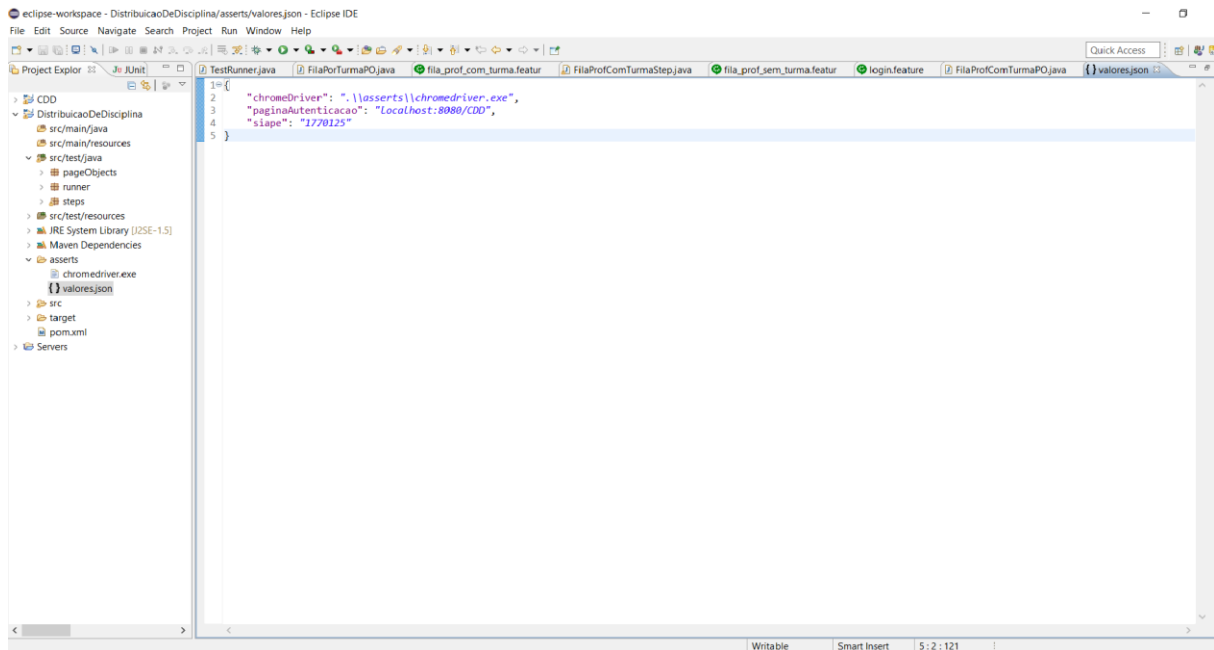 eclipse-workspace - DistribuicaoDeDisciplina/asserts/valores.json - Eclipse IDE
File Edit Source Navigate Search Project Run Window Help
Quick Access
Project Explor
JUnit
TestRunner.java
FilaPorTurmaPO.java
fila_prof_com_turma.featur
FilaProfComTurmaStep.java
fila_prof_sem_turma.featur
login.feature
FilaProfComTurmaPO.java
valores.json
CDD
DistribuicaoDeDisciplina
src/main/java
src/main/resources
src/test/java
pageObjects
runner
steps
src/test/resources
JRE System Library [J2SE-1.5]
Maven Dependencies
asserts
chromedriver.exe
valores.json
src
target
pom.xml
Servers
1 {
2 "chromeDriver": ".\\asserts\\chromedriver.exe",
3 "paginaAutenticacao": "localhost:8080/CDD",
4 "siape": "1770125"
5 }
Writable Smart Insert 5 : 2 : 121